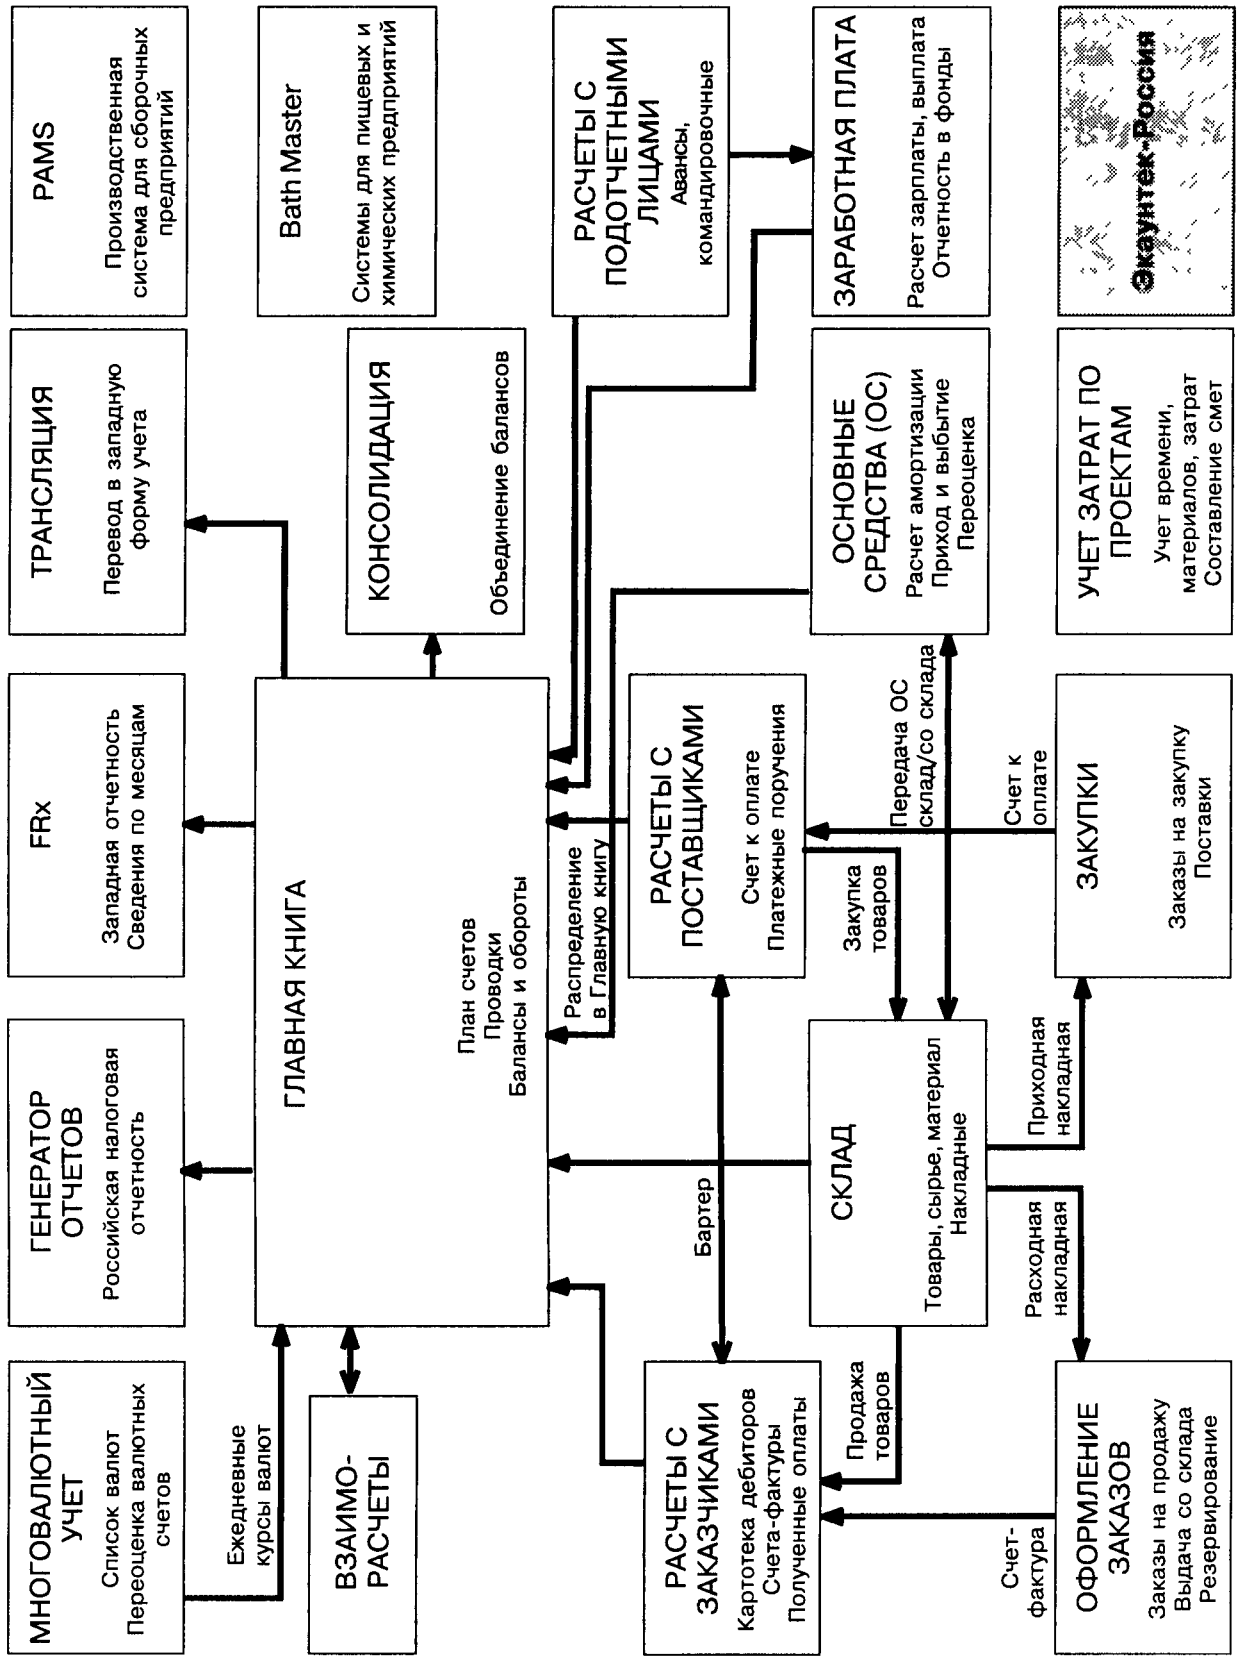 МНОГОВАЛЮТНЫЙ
УЧЕТ
Список валют
Переоценка валютных
счетов
ГЕНЕРАТОР
ОТЧЕТОВ
Российская налоговая
отчетность
FRx
Западная отчетность
Сведения по месяцам
ТРАНСЛЯЦИЯ
Перевод в западную
форму учета
PAMS
Производственная
система для сборочных
предприятий
Ежедневные
курсы валют
ВЗАИМО-
РАСЧЕТЫ
ГЛАВНАЯ КНИГА
План счетов
Проводки
Балансы и обороты
КОНСОЛИДАЦИЯ
Объединение балансов
Bath Master
Системы для пищевых и
химических предприятий
Распределение
в Главную книгу
РАСЧЕТЫ С
ЗАКАЗЧИКАМИ
Картотека дебиторов
Счета-фактуры
Полученные оплаты
Бартер
РАСЧЕТЫ С
ПОСТАВЩИКАМИ
Счет к оплате
Платежные поручения
РАСЧЕТЫ С
ПОДОТЧЕТНЫМИ
ЛИЦАМИ
Авансы,
командировочные
Продажа
товаров
СКЛАД
Товары, сырье, материал
Накладные
Закупка
товаров
Передача ОС
склад/со склада
ОСНОВНЫЕ
СРЕДСТВА (ОС)
Расчет амортизации
Приход и выбытие
Переоценка
ЗАРАБОТНАЯ ПЛАТА
Расчет зарплаты, выплата
Отчетность в фонды
Счет-
фактура
Расходная
накладная
Приходная
накладная
Счет к
оплате
ОФОРМЛЕНИЕ
ЗАКАЗОВ
Заказы на продажу
Выдача со склада
Резервирование
ЗАКУПКИ
Заказы на закупку
Поставки
УЧЕТ ЗАТРАТ ПО
ПРОЕКТАМ
Учет времени,
материалов, затрат
Составление смет
Экаунтек-Россия